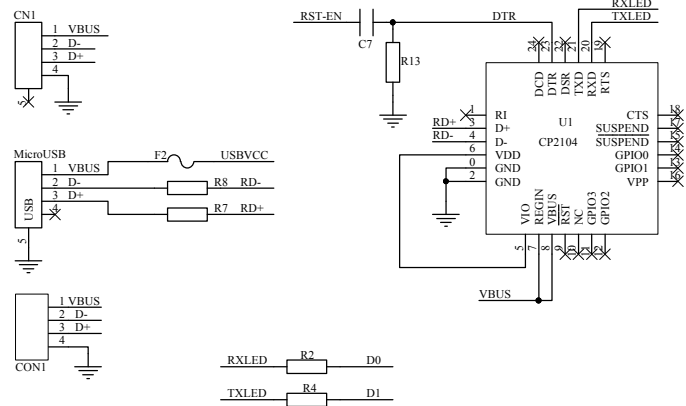 CN1
1 VBUS
2 D-
3 D+
4
5
MicroUSB
USB
1 VBUS
2 D-
3 D+
4
5
F2 USBVCC
R8 RD-
R7 RD+
CON1
1 VBUS
2 D-
3 D+
4
RST-EN
C7
DTR
R13
RXLED
TXLED
24 23 22 21 20 19
DCD DTR DSR TXD RXD RTS
U1
CP2104
1 RI
RD+ 3 D+
RD- 4 D-
6 VDD
0 GND
2 GND
CTS 18
SUSPEND 17
SUSPEND 15
GPIO0 14
GPIO1 13
VPP 16
VIO REGIN VBUS RST NC GPIO3 GPIO2
5 7 8 9 10 11 12
VBUS
RXLED R2 D0
TXLED R4 D1